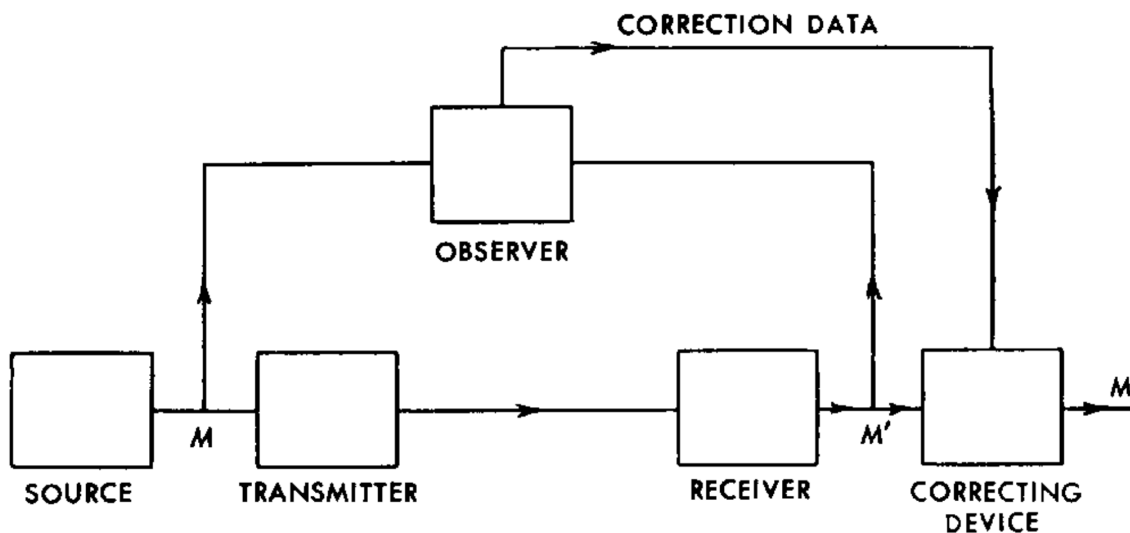 CORRECTION DATA
OBSERVER
M
M'
M
SOURCE
TRANSMITTER
RECEIVER
CORRECTING
DEVICE